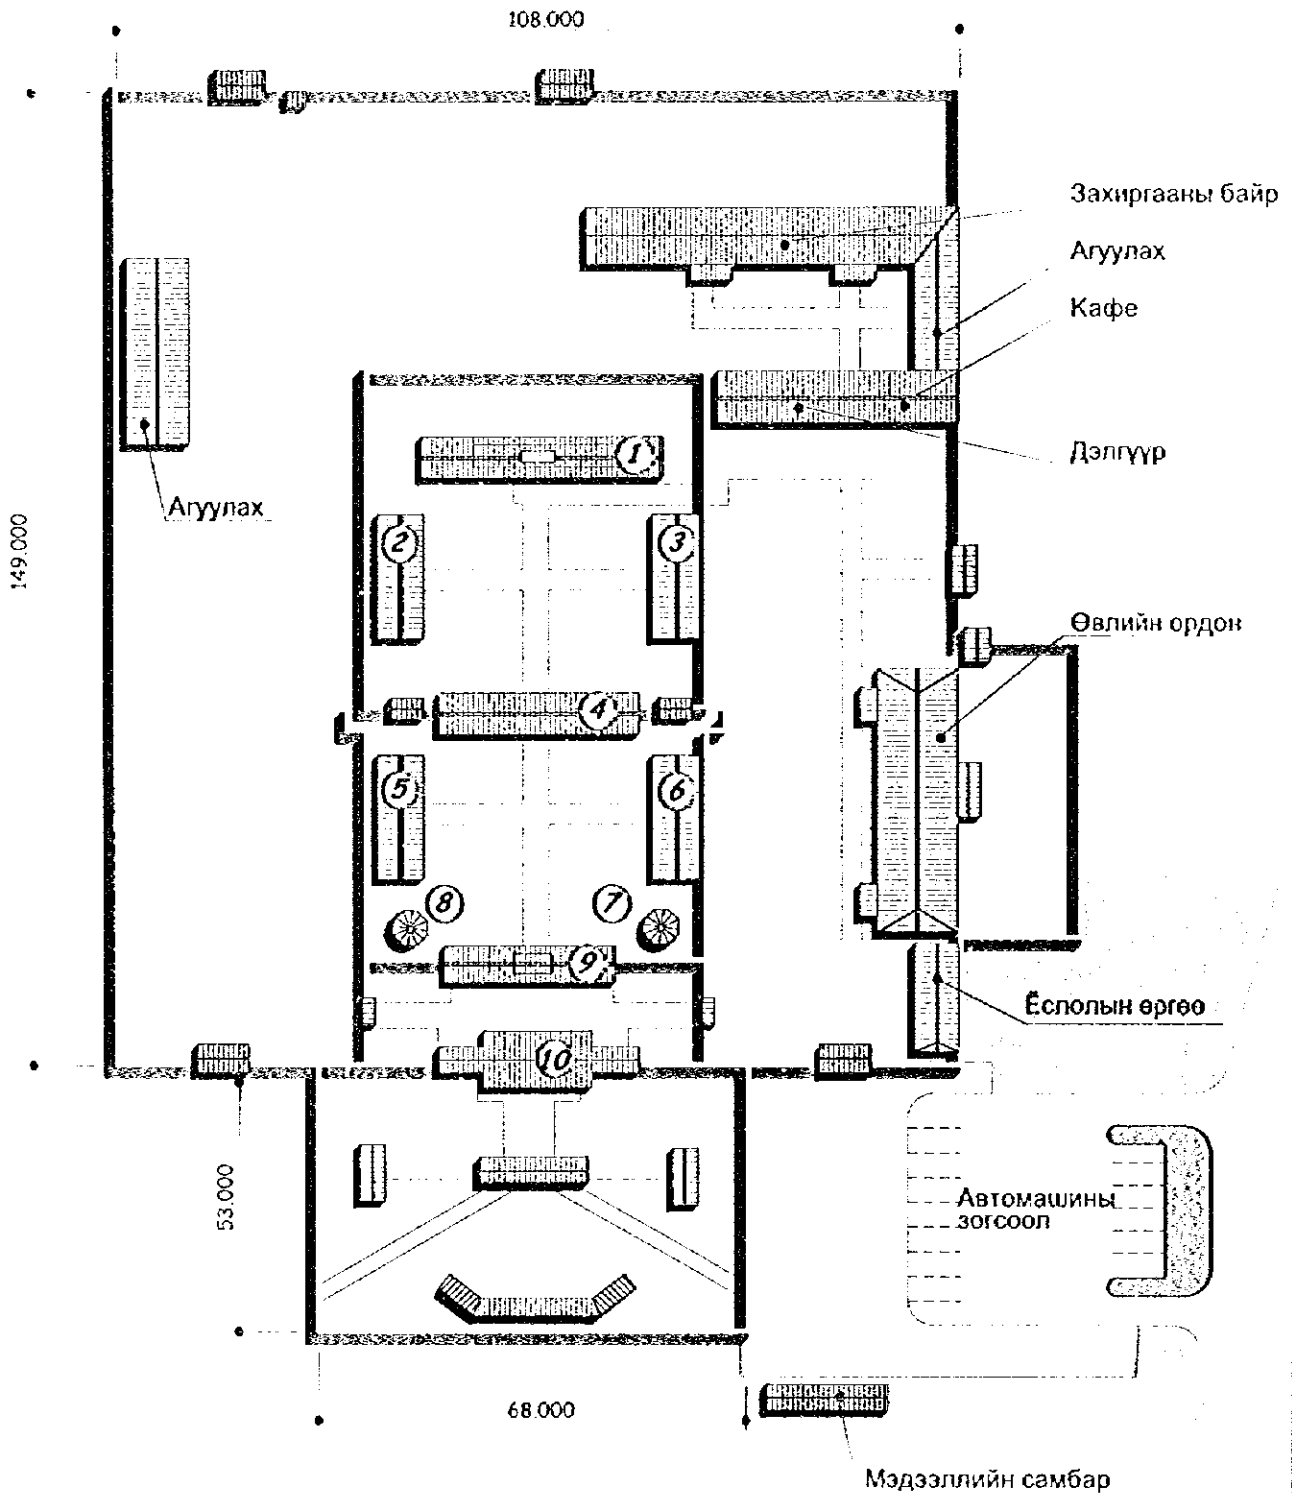 108.000
Захиргааны байр
Агуулах
Кафе
Дэлгүүр
1
Агуулах
2
3
149.000
Өвлийн ордон
4
5
6
8
7
9
Ёслолын өргөө
10
53.000
Автомашины
зогсоол
68.000
Мэдээллийн самбар